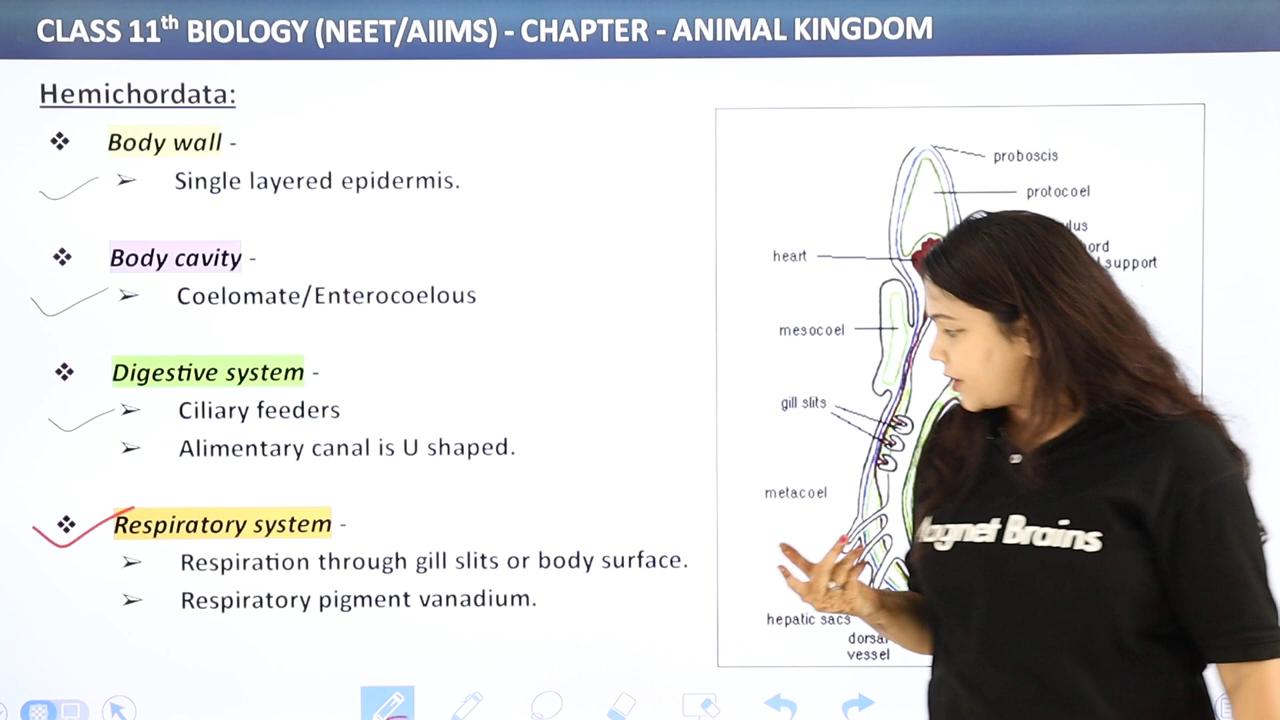 CLASS 11th BIOLOGY (NEET/AIIMS) - CHAPTER - ANIMAL KINGDOM
Hemichordata:
❖ Body wall -
➢ Single layered epidermis.
❖ Body cavity -
➢ Coelomate/Enterocoelous
❖ Digestive system -
➢ Ciliary feeders
➢ Alimentary canal is U shaped.
❖ Respiratory system -
➢ Respiration through gill slits or body surface.
➢ Respiratory pigment vanadium.
proboscis
protocoel
heart
support
mesocoel
gill slits
metacoel
hepatic sacs
dorsal
vessel
Magnet Brains